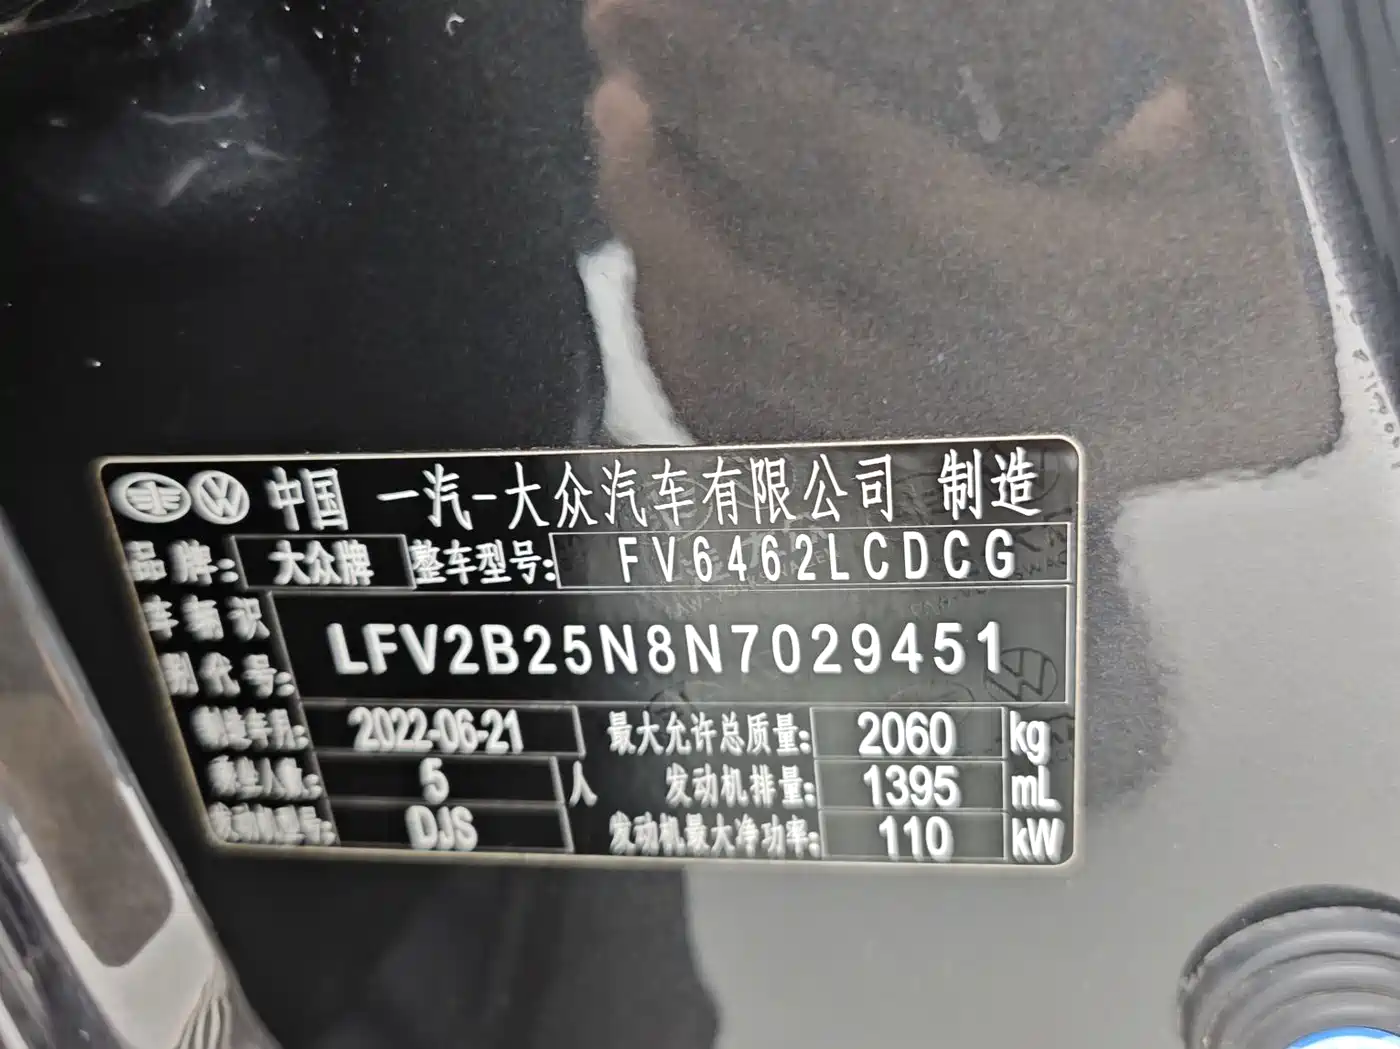 中国 一汽-大众汽车有限公司 制造
品牌: 大众牌 整车型号: FV6462LCDCG
车辆识别代号: LFV2B25N8N7029451
制造年月: 2022-06-21 最大允许总质量: 2060 kg
乘坐人数: 5 人 发动机排量: 1395 mL
发动机型号: DJS 发动机最大净功率: 110 kW